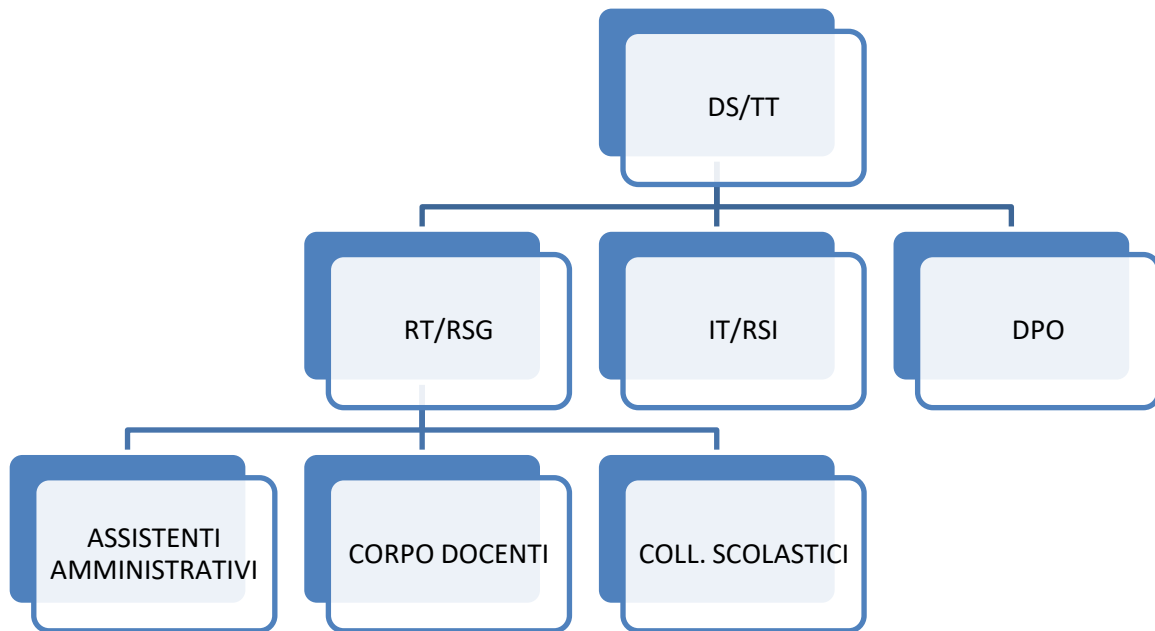 DS/TT
RT/RSG
IT/RSI
DPO
ASSISTENTI
AMMINISTRATIVI
CORPO DOCENTI
COLL. SCOLASTICI